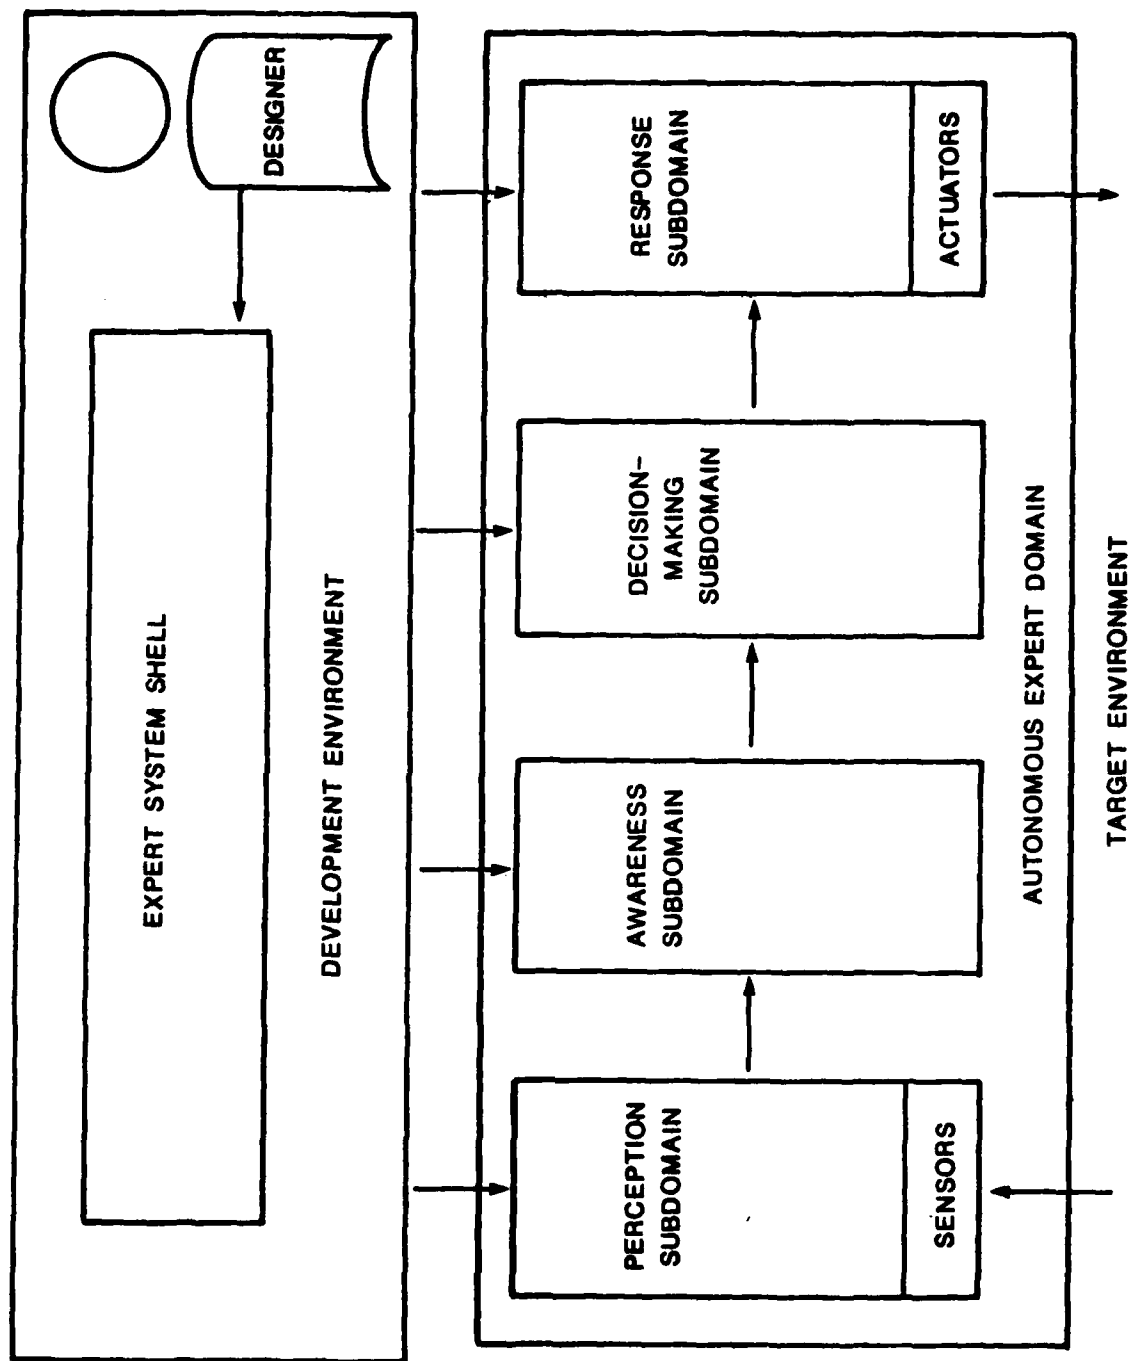 EXPERT SYSTEM SHELL
DESIGNER
DEVELOPMENT ENVIRONMENT
PERCEPTION
SUBDOMAIN
SENSORS
AWARENESS
SUBDOMAIN
DECISION-
MAKING
SUBDOMAIN
RESPONSE
SUBDOMAIN
ACTUATORS
AUTONOMOUS EXPERT DOMAIN
TARGET ENVIRONMENT